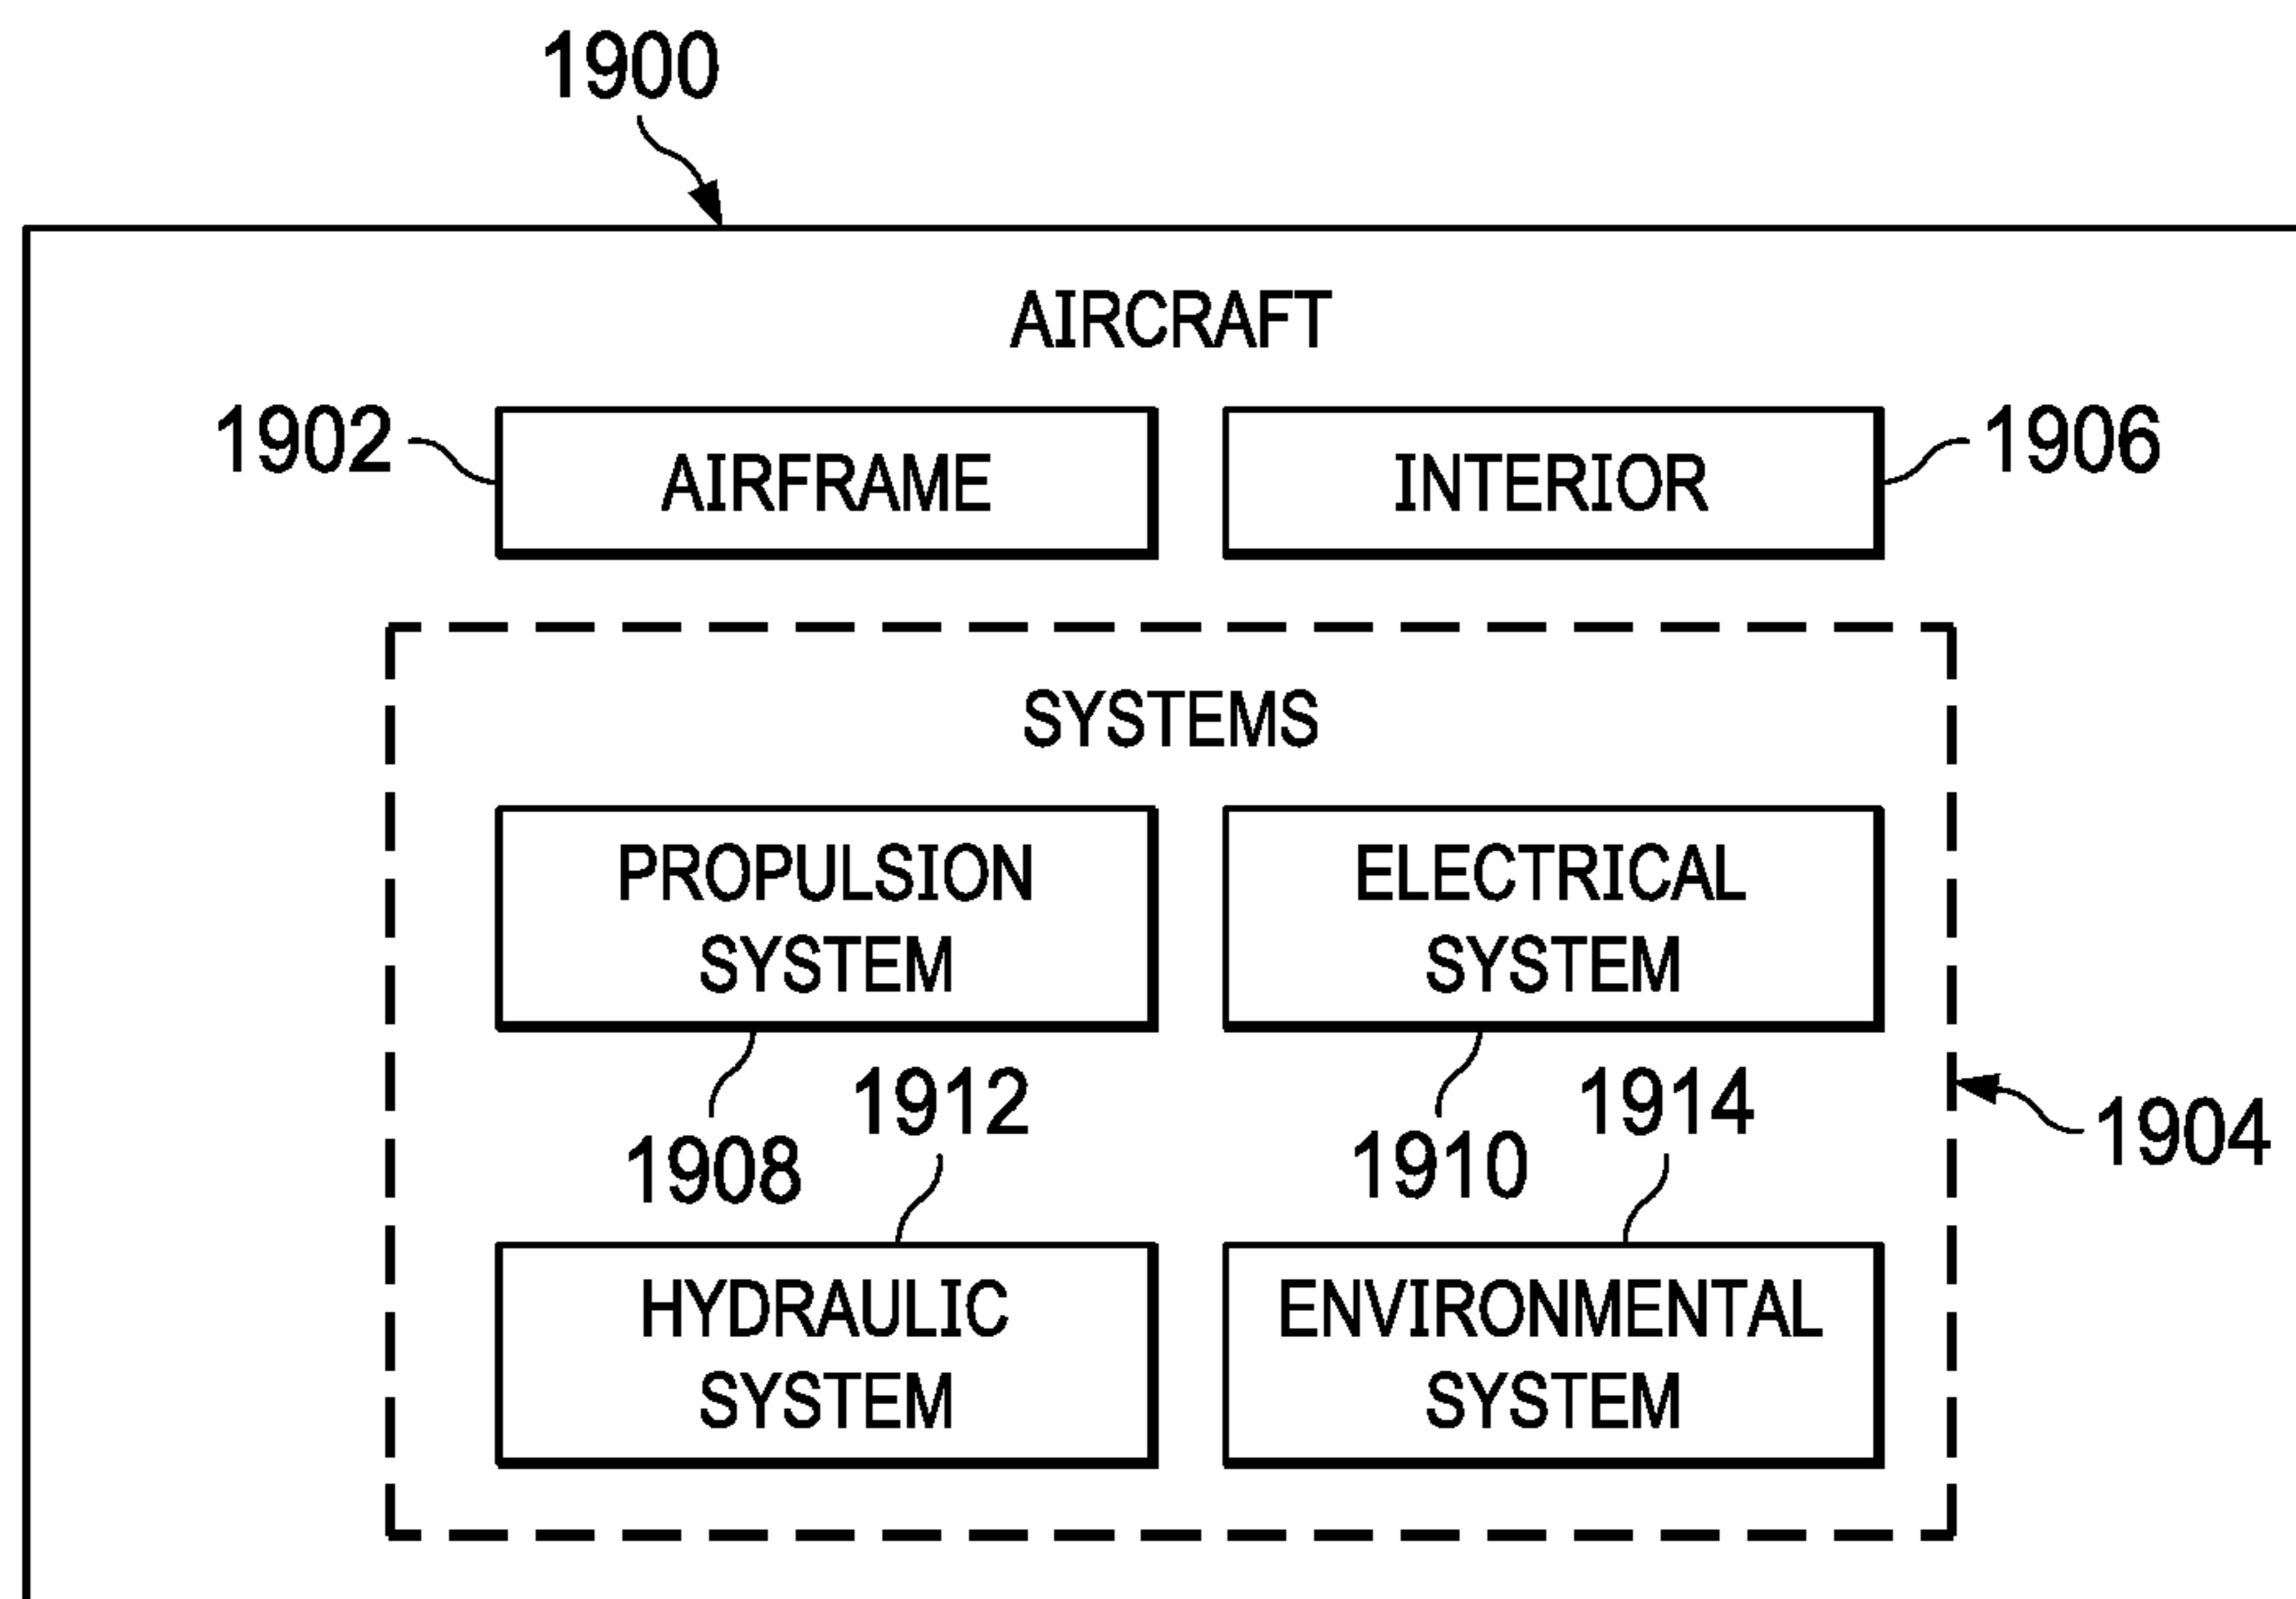 1900
AIRCRAFT
1902
AIRFRAME
INTERIOR
1906
SYSTEMS
PROPULSION
SYSTEM
ELECTRICAL
SYSTEM
1908
1912
1910
1914
1904
HYDRAULIC
SYSTEM
ENVIRONMENTAL
SYSTEM